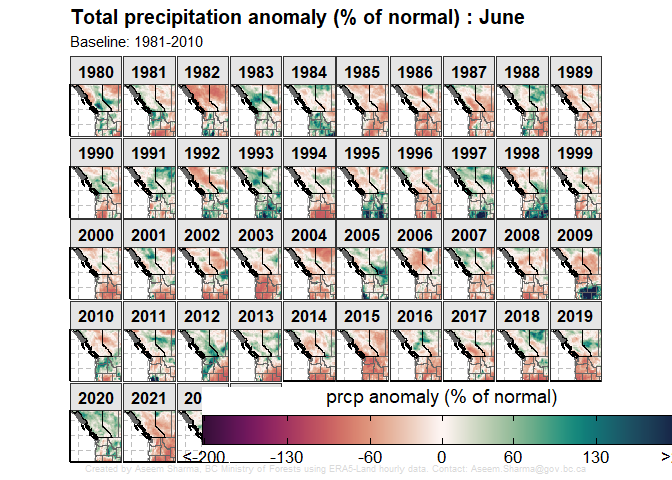 Total precipitation anomaly (% of normal) : June
Baseline: 1981-2010
1980 1981 1982 1983 1984 1985 1986 1987 1988 1989
1990 1991 1992 1993 1994 1995 1996 1997 1998 1999
2000 2001 2002 2003 2004 2005 2006 2007 2008 2009
2010 2011 2012 2013 2014 2015 2016 2017 2018 2019
2020 2021 20
prcp anomaly (% of normal)
<-200 -130 -60 0 60 130 >
Created by Aseem Sharma, BC Ministry of Forests using ERA5-Land hourly data. Contact: Aseem.Sharma@gov.bc.ca